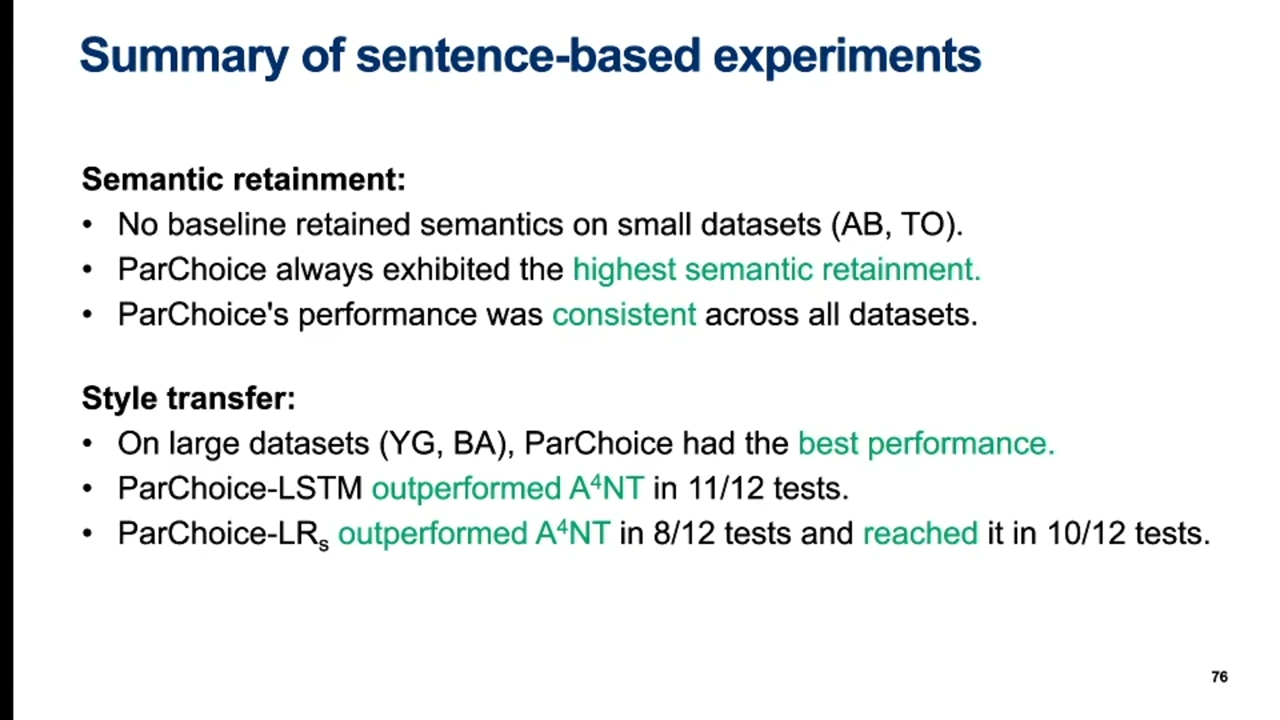 Summary of sentence-based experiments
Semantic retainment:
• No baseline retained semantics on small datasets (AB, TO).
• ParChoice always exhibited the highest semantic retainment.
• ParChoice's performance was consistent across all datasets.
Style transfer:
• On large datasets (YG, BA), ParChoice had the best performance.
• ParChoice-LSTM outperformed A⁴NT in 11/12 tests.
• ParChoice-LRₛ outperformed A⁴NT in 8/12 tests and reached it in 10/12 tests.
76